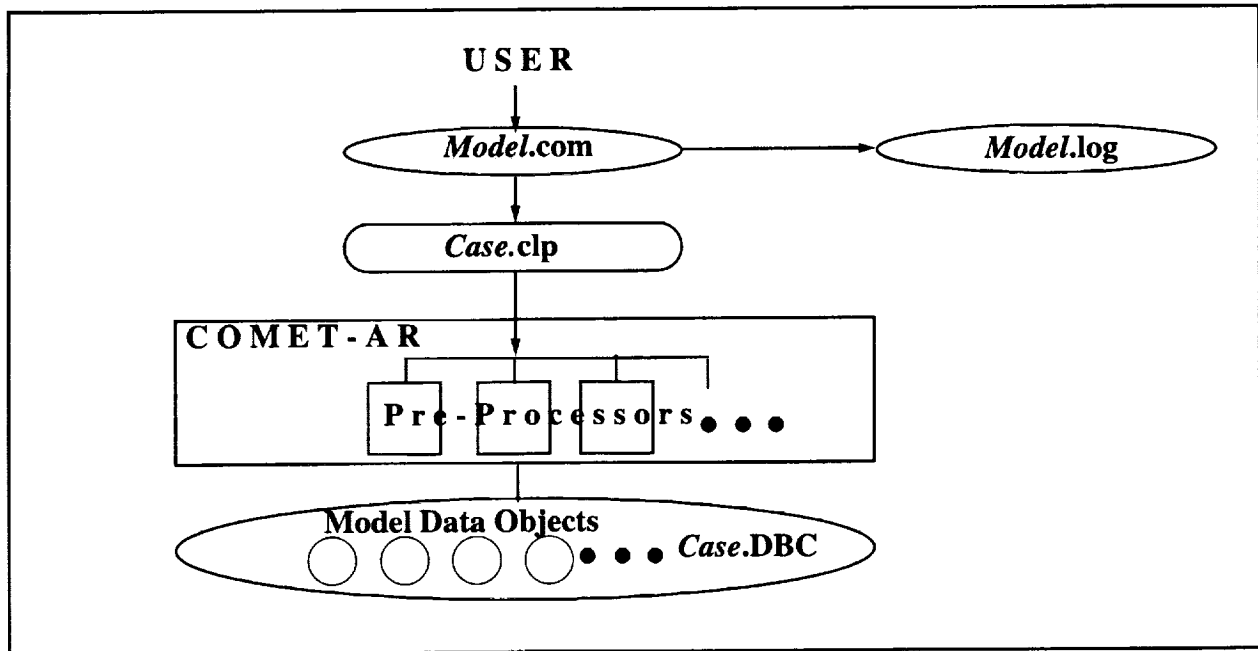 USER
Model.com
Model.log
Case.clp
COMET-AR
Pre-Processors
Model Data Objects
Case.DBC